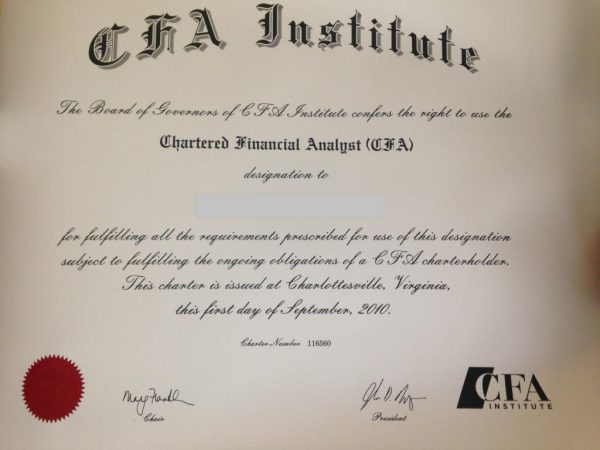 CFA Institute
The Board of Governors of CFA Institute confers the right to use the
Chartered Financial Analyst (CFA)
designation to
for fulfilling all the requirements prescribed for use of this designation
subject to fulfilling the ongoing obligations of a CFA charterholder.
This charter is issued at Charlottesville, Virginia,
this first day of September, 2010.
Charter Number 116560
Chair
President
CFA
INSTITUTE